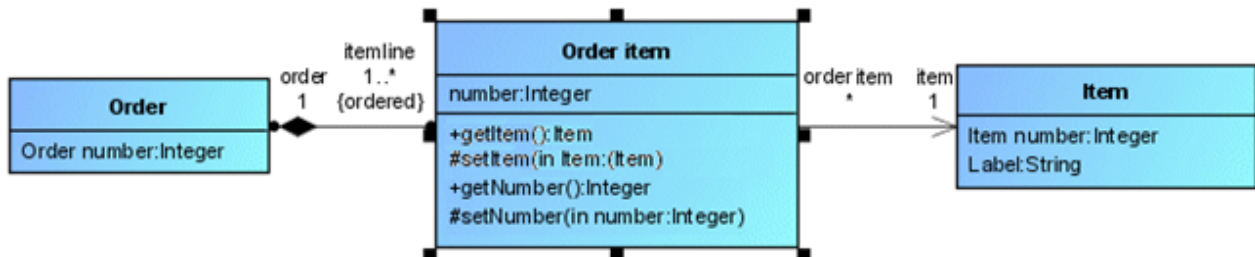 Order
Order number:Integer
order
1
itemline
1..*
{ordered}
Order item
number:Integer
+getItem():Item
#setItem(in Item:(Item)
+getNumber():Integer
#setNumber(in number:Integer)
order item
*
item
1
Item
Item number:Integer
Label:String